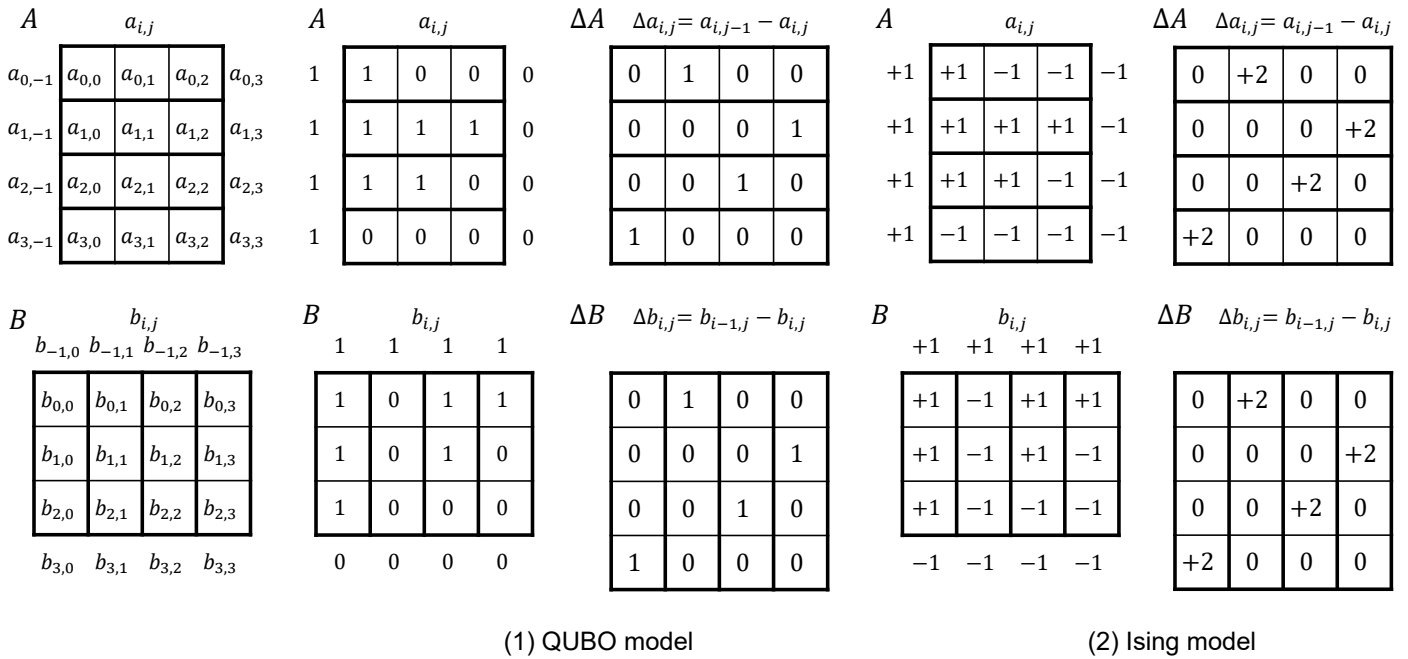 A a_{i,j} A a_{i,j} ΔA Δa_{i,j} = a_{i,j−1} − a_{i,j} A a_{i,j} ΔA Δa_{i,j} = a_{i,j−1} − a_{i,j}
a_{0,−1} a_{0,0} a_{0,1} a_{0,2} a_{0,3} 1 1 0 0 0 0 1 0 0 +1 +1 −1 −1 −1 0 +2 0 0
a_{1,−1} a_{1,0} a_{1,1} a_{1,2} a_{1,3} 1 1 1 1 0 0 0 0 1 +1 +1 +1 +1 −1 0 0 0 +2
a_{2,−1} a_{2,0} a_{2,1} a_{2,2} a_{2,3} 1 1 1 0 0 0 0 1 0 +1 +1 +1 −1 −1 0 0 +2 0
a_{3,−1} a_{3,0} a_{3,1} a_{3,2} a_{3,3} 1 0 0 0 0 1 0 0 0 +1 −1 −1 −1 −1 +2 0 0 0
B b_{i,j} B b_{i,j} ΔB Δb_{i,j} = b_{i−1,j} − b_{i,j} B b_{i,j} ΔB Δb_{i,j} = b_{i−1,j} − b_{i,j}
b_{−1,0} b_{−1,1} b_{−1,2} b_{−1,3} 1 1 1 1 +1 +1 +1 +1
b_{0,0} b_{0,1} b_{0,2} b_{0,3} 1 0 1 1 0 1 0 0 +1 −1 +1 +1 0 +2 0 0
b_{1,0} b_{1,1} b_{1,2} b_{1,3} 1 0 1 0 0 0 0 1 +1 −1 +1 −1 0 0 0 +2
b_{2,0} b_{2,1} b_{2,2} b_{2,3} 1 0 0 0 0 0 1 0 +1 −1 −1 −1 0 0 +2 0
b_{3,0} b_{3,1} b_{3,2} b_{3,3} 0 0 0 0 1 0 0 0 −1 −1 −1 −1 +2 0 0 0
(1) QUBO model (2) Ising model